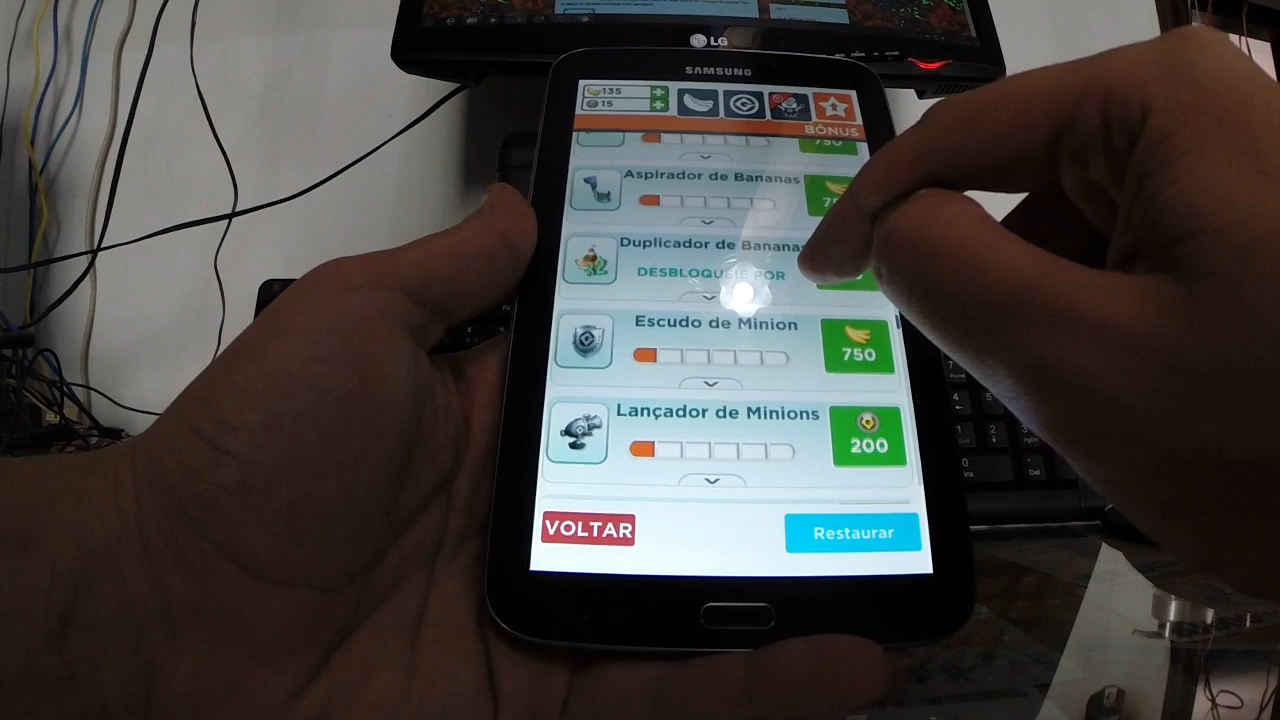 LG
SAMSUNG
135
15
BÔNUS
750
Aspirador de Bananas
Duplicador de Bananas
DESBLOQUEIE POR
Escudo de Minion
750
Lançador de Minions
200
VOLTAR
Restaurar